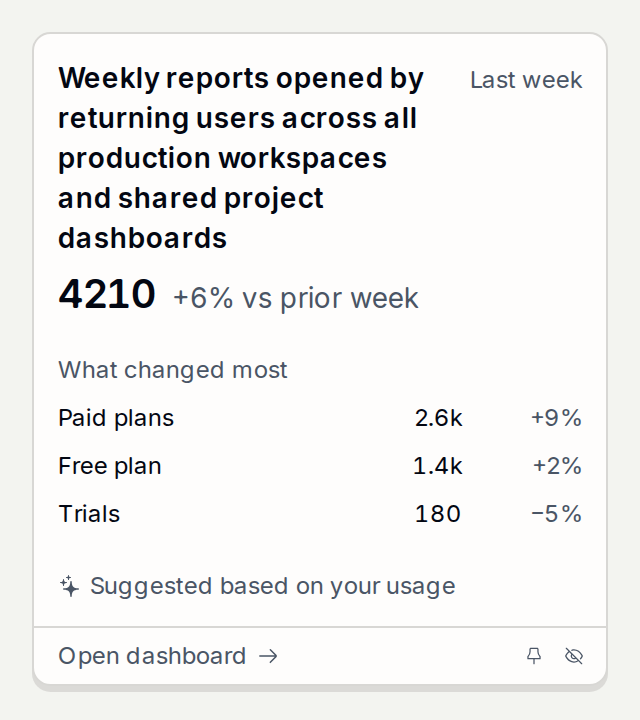 Weekly reports opened by
returning users across all
production workspaces
and shared project
dashboards
Last week
4210 +6% vs prior week
What changed most
Paid plans 2.6k +9%
Free plan 1.4k +2%
Trials 180 −5%
Suggested based on your usage
Open dashboard →